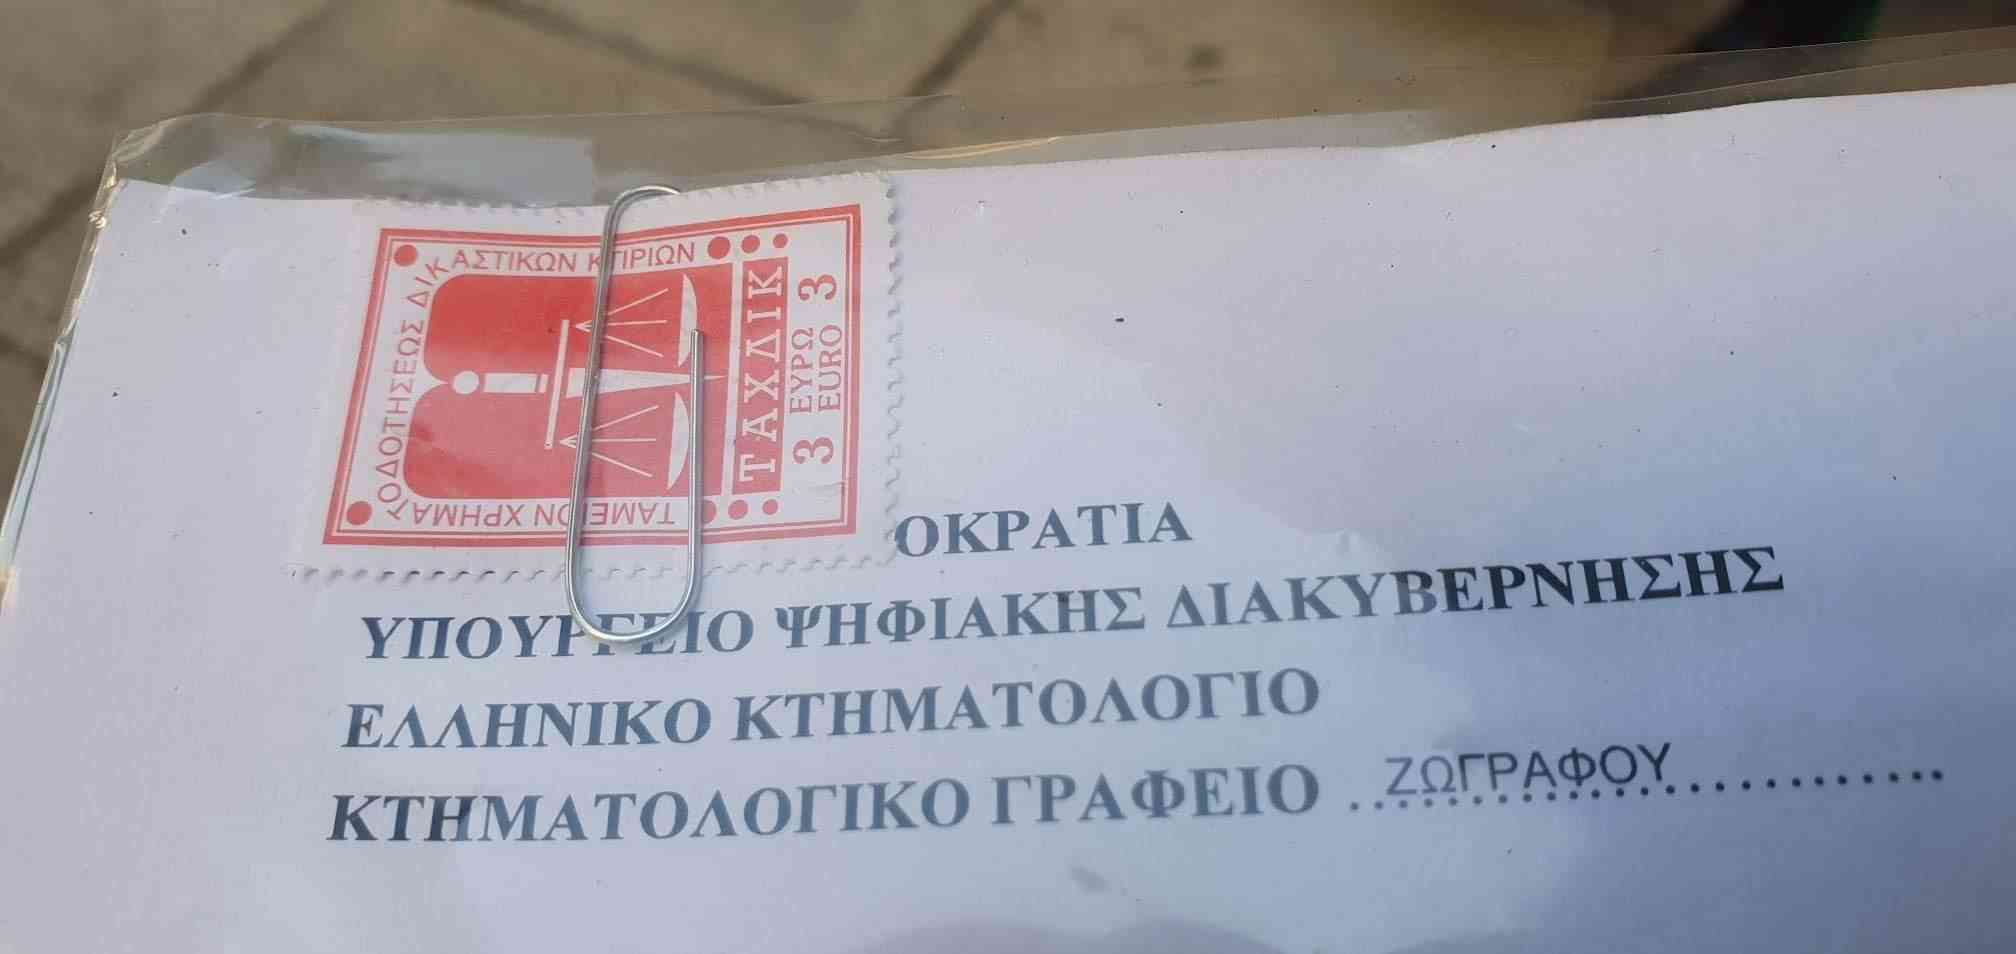 ΤΑΜΕΙΟΝ ΧΡΗΜΑΤΟΔΟΤΗΣΕΩΣ ΔΙΚΑΣΤΙΚΩΝ ΚΤΙΡΙΩΝ
ΤΑΧΔΙΚ
3 ΕΥΡΩ 3
EURO
ΟΚΡΑΤΙΑ
ΥΠΟΥΡΓΕΙΟ ΨΗΦΙΑΚΗΣ ΔΙΑΚΥΒΕΡΝΗΣΗΣ
ΕΛΛΗΝΙΚΟ ΚΤΗΜΑΤΟΛΟΓΙΟ
ΚΤΗΜΑΤΟΛΟΓΙΚΟ ΓΡΑΦΕΙΟ ΖΩΓΡΑΦΟΥ